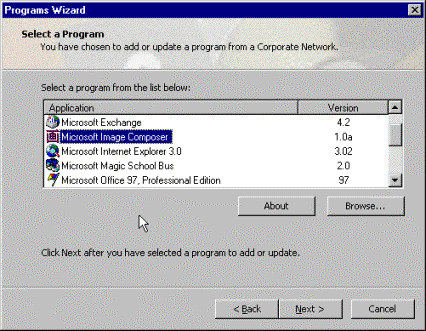 Programs Wizard
Select a Program
You have chosen to add or update a program from a Corporate Network.
Select a program from the list below:
Application Version
Microsoft Exchange 4.2
Microsoft Image Composer 1.0a
Microsoft Internet Explorer 3.0 3.02
Microsoft Magic School Bus 2.0
Microsoft Office 97, Professional Edition 97
About Browse...
Click Next after you have selected a program to add or update.
< Back Next > Cancel